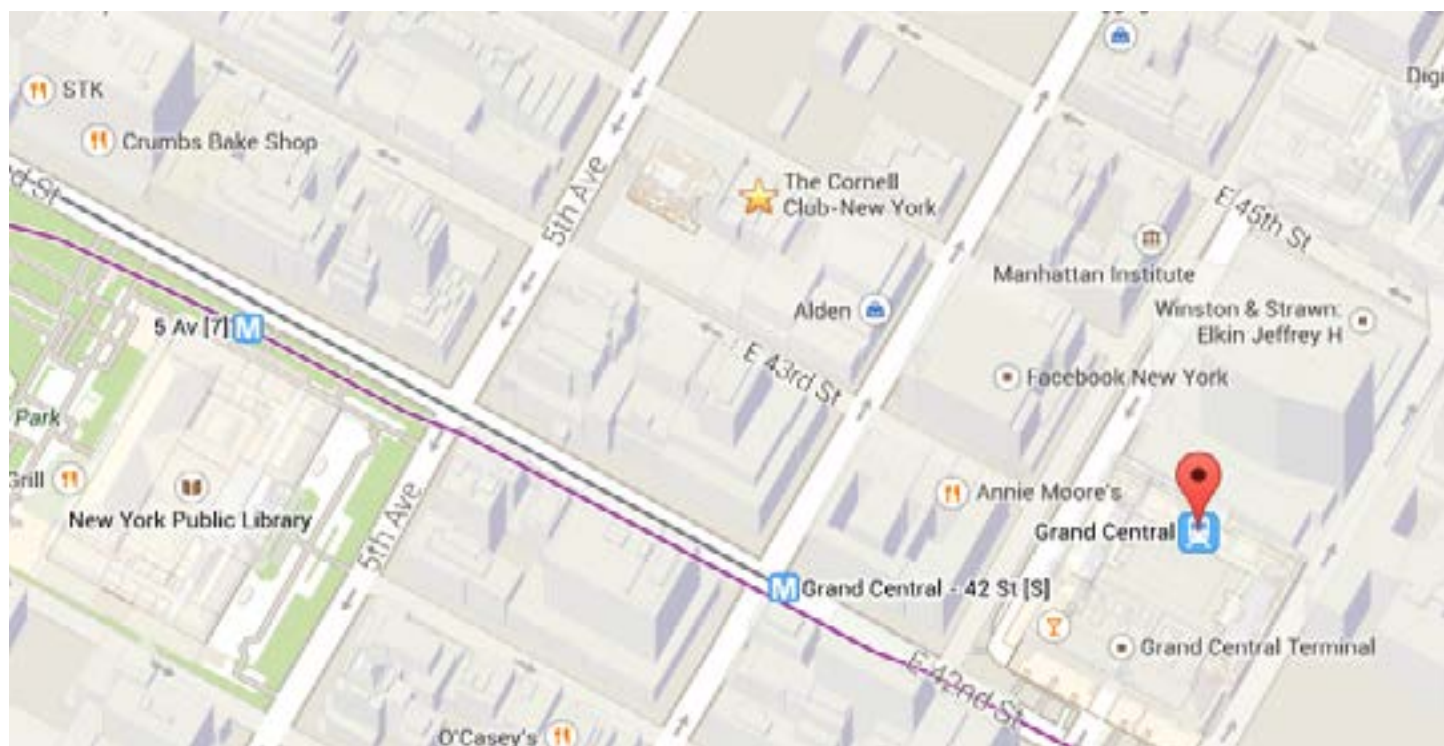 STK
Crumbs Bake Shop
d St
5th Ave
The Cornell
Club-New York
E 45th St
Digi
Manhattan Institute
Alden
Winston & Strawn:
Elkin Jeffrey H
5 Av [7]
M
E 43rd St
Facebook New York
Park
Grill
New York Public Library
5th Ave
Annie Moore's
Grand Central
M
Grand Central - 42 St [S]
Grand Central Terminal
E 42nd St
O'Casey's